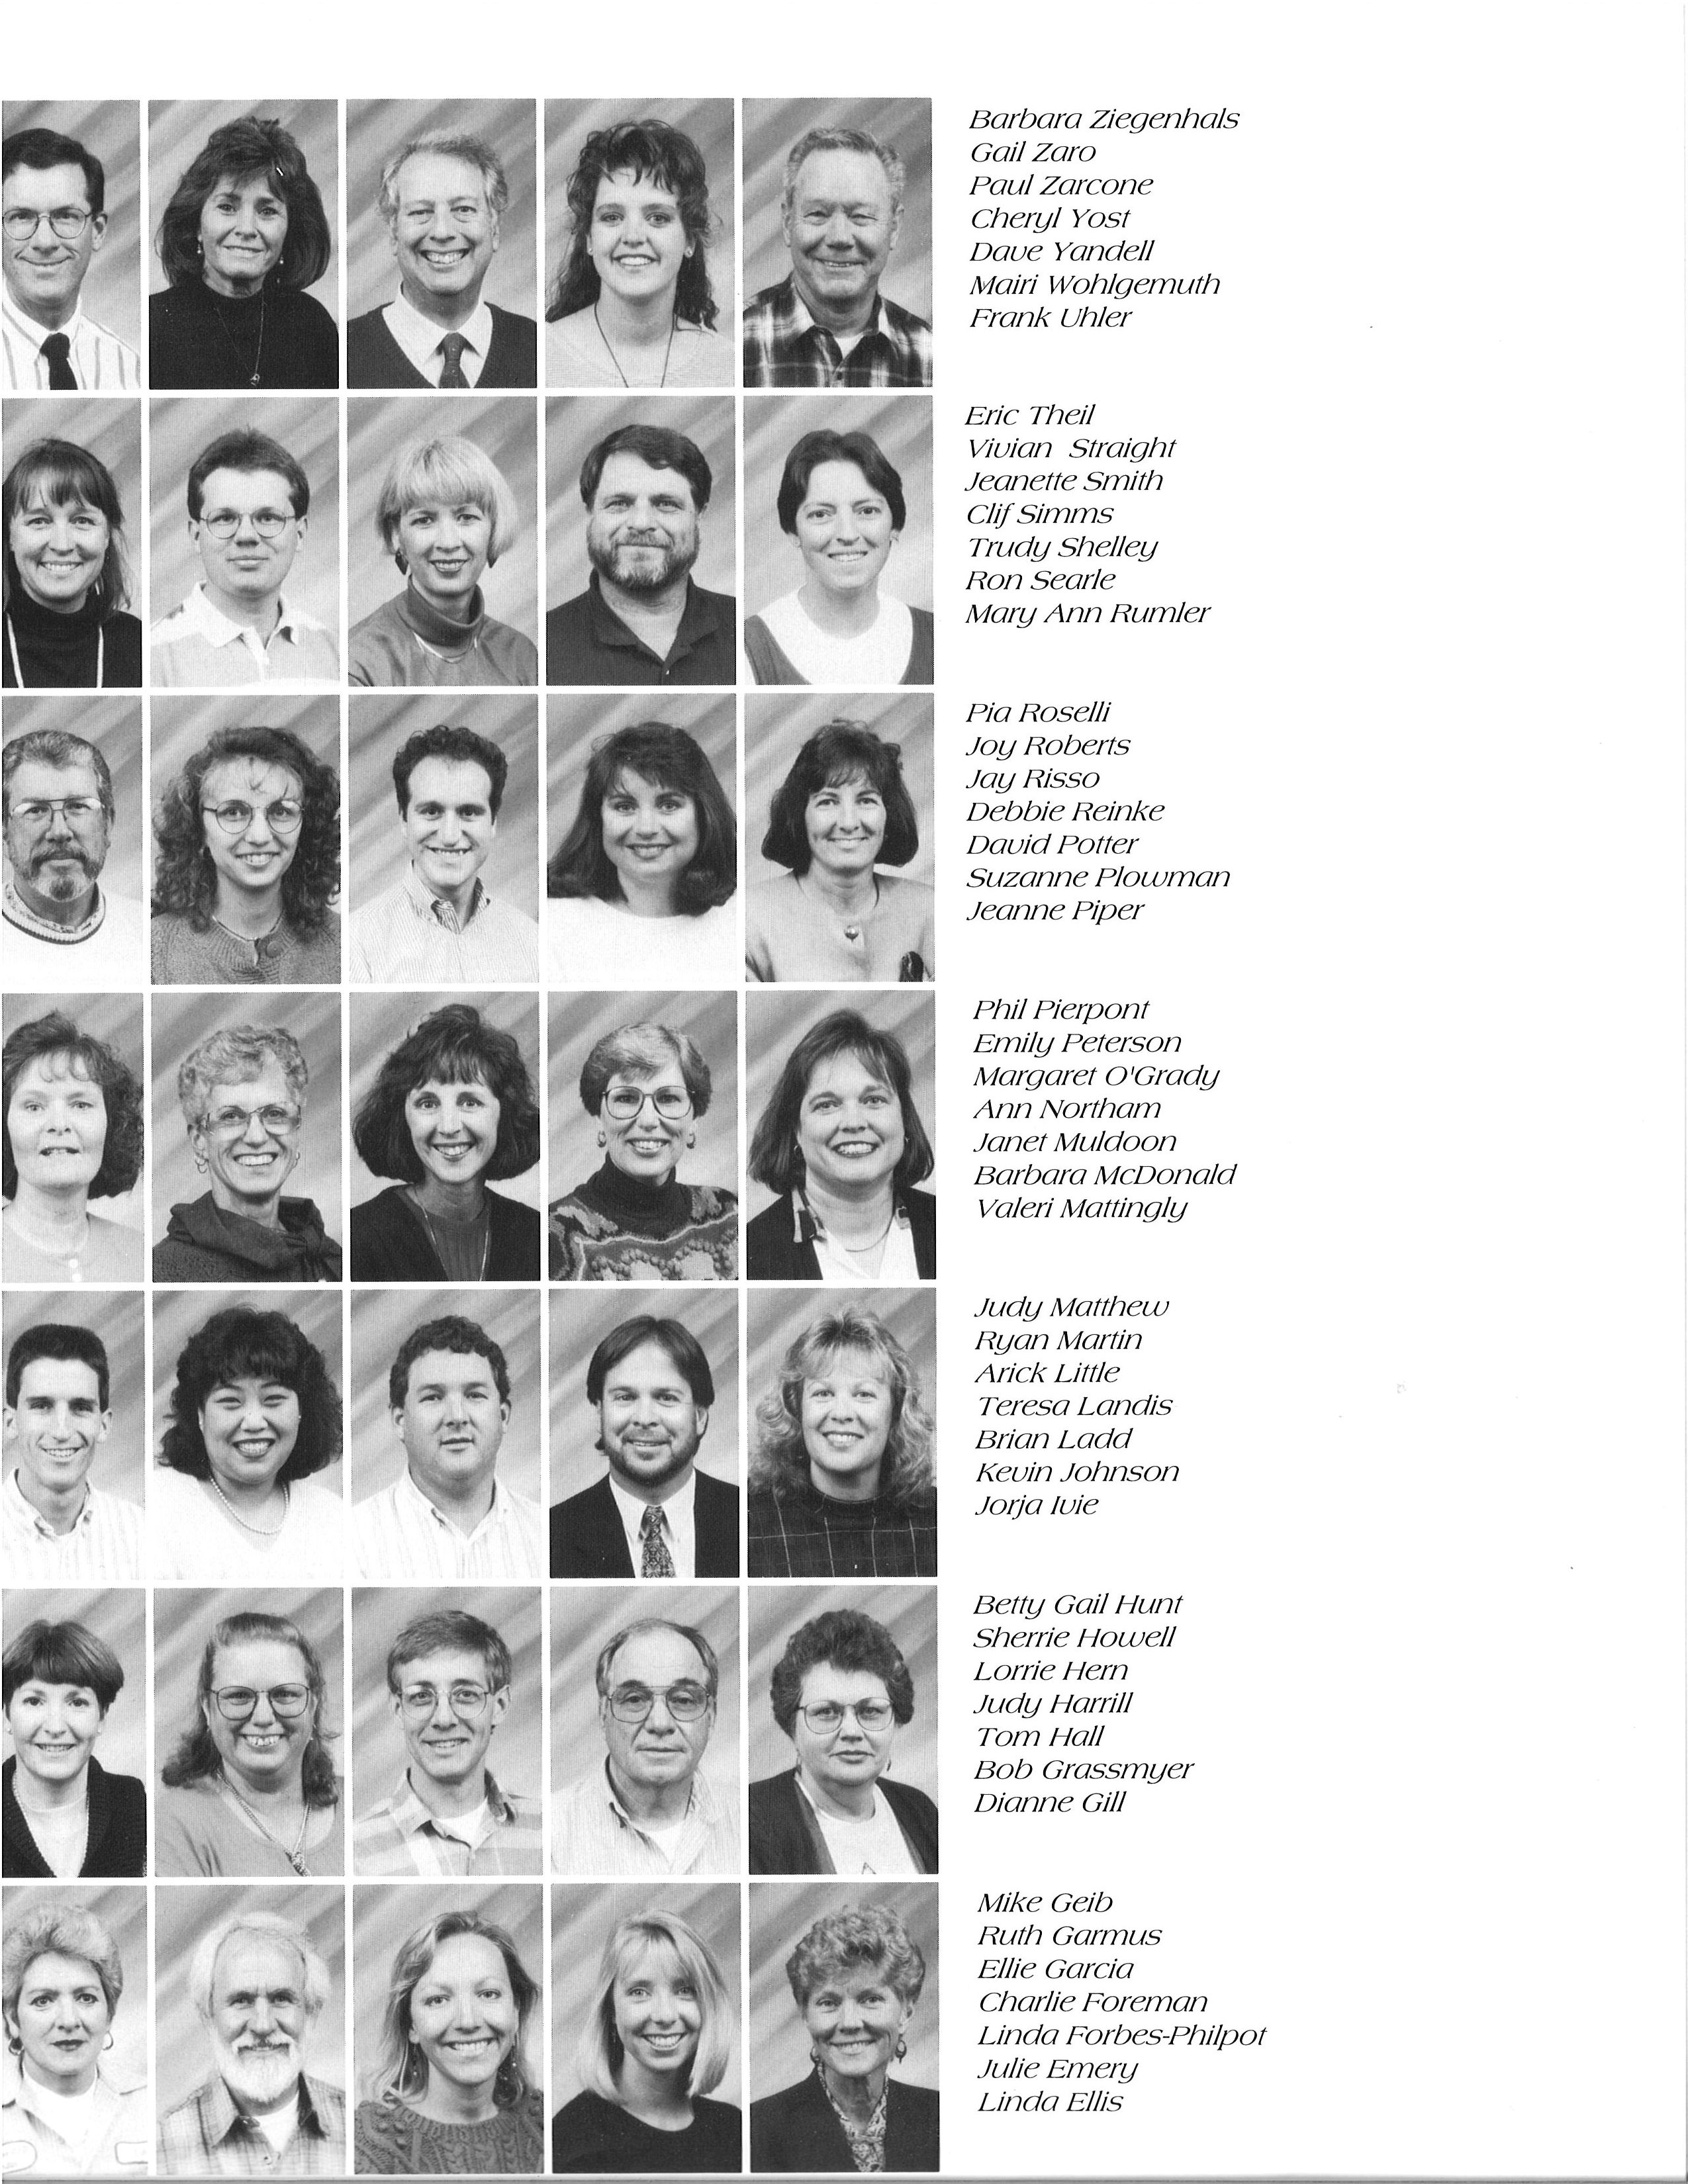 Barbara Ziegenhals
Gail Zaro
Paul Zarcone
Cheryl Yost
Dave Yandell
Mairi Wohlgemuth
Frank Uhler
Eric Theil
Vivian Straight
Jeanette Smith
Clif Simms
Trudy Shelley
Ron Searle
Mary Ann Rumler
Pia Roselli
Joy Roberts
Jay Risso
Debbie Reinke
David Potter
Suzanne Plowman
Jeanne Piper
Phil Pierpont
Emily Peterson
Margaret O'Grady
Ann Northam
Janet Muldoon
Barbara McDonald
Valeri Mattingly
Judy Matthew
Ryan Martin
Arick Little
Teresa Landis
Brian Ladd
Kevin Johnson
Jorja Ivie
Betty Gail Hunt
Sherrie Howell
Lorrie Hern
Judy Harrill
Tom Hall
Bob Grassmyer
Dianne Gill
Mike Geib
Ruth Garmus
Ellie Garcia
Charlie Foreman
Linda Forbes-Philpot
Julie Emery
Linda Ellis